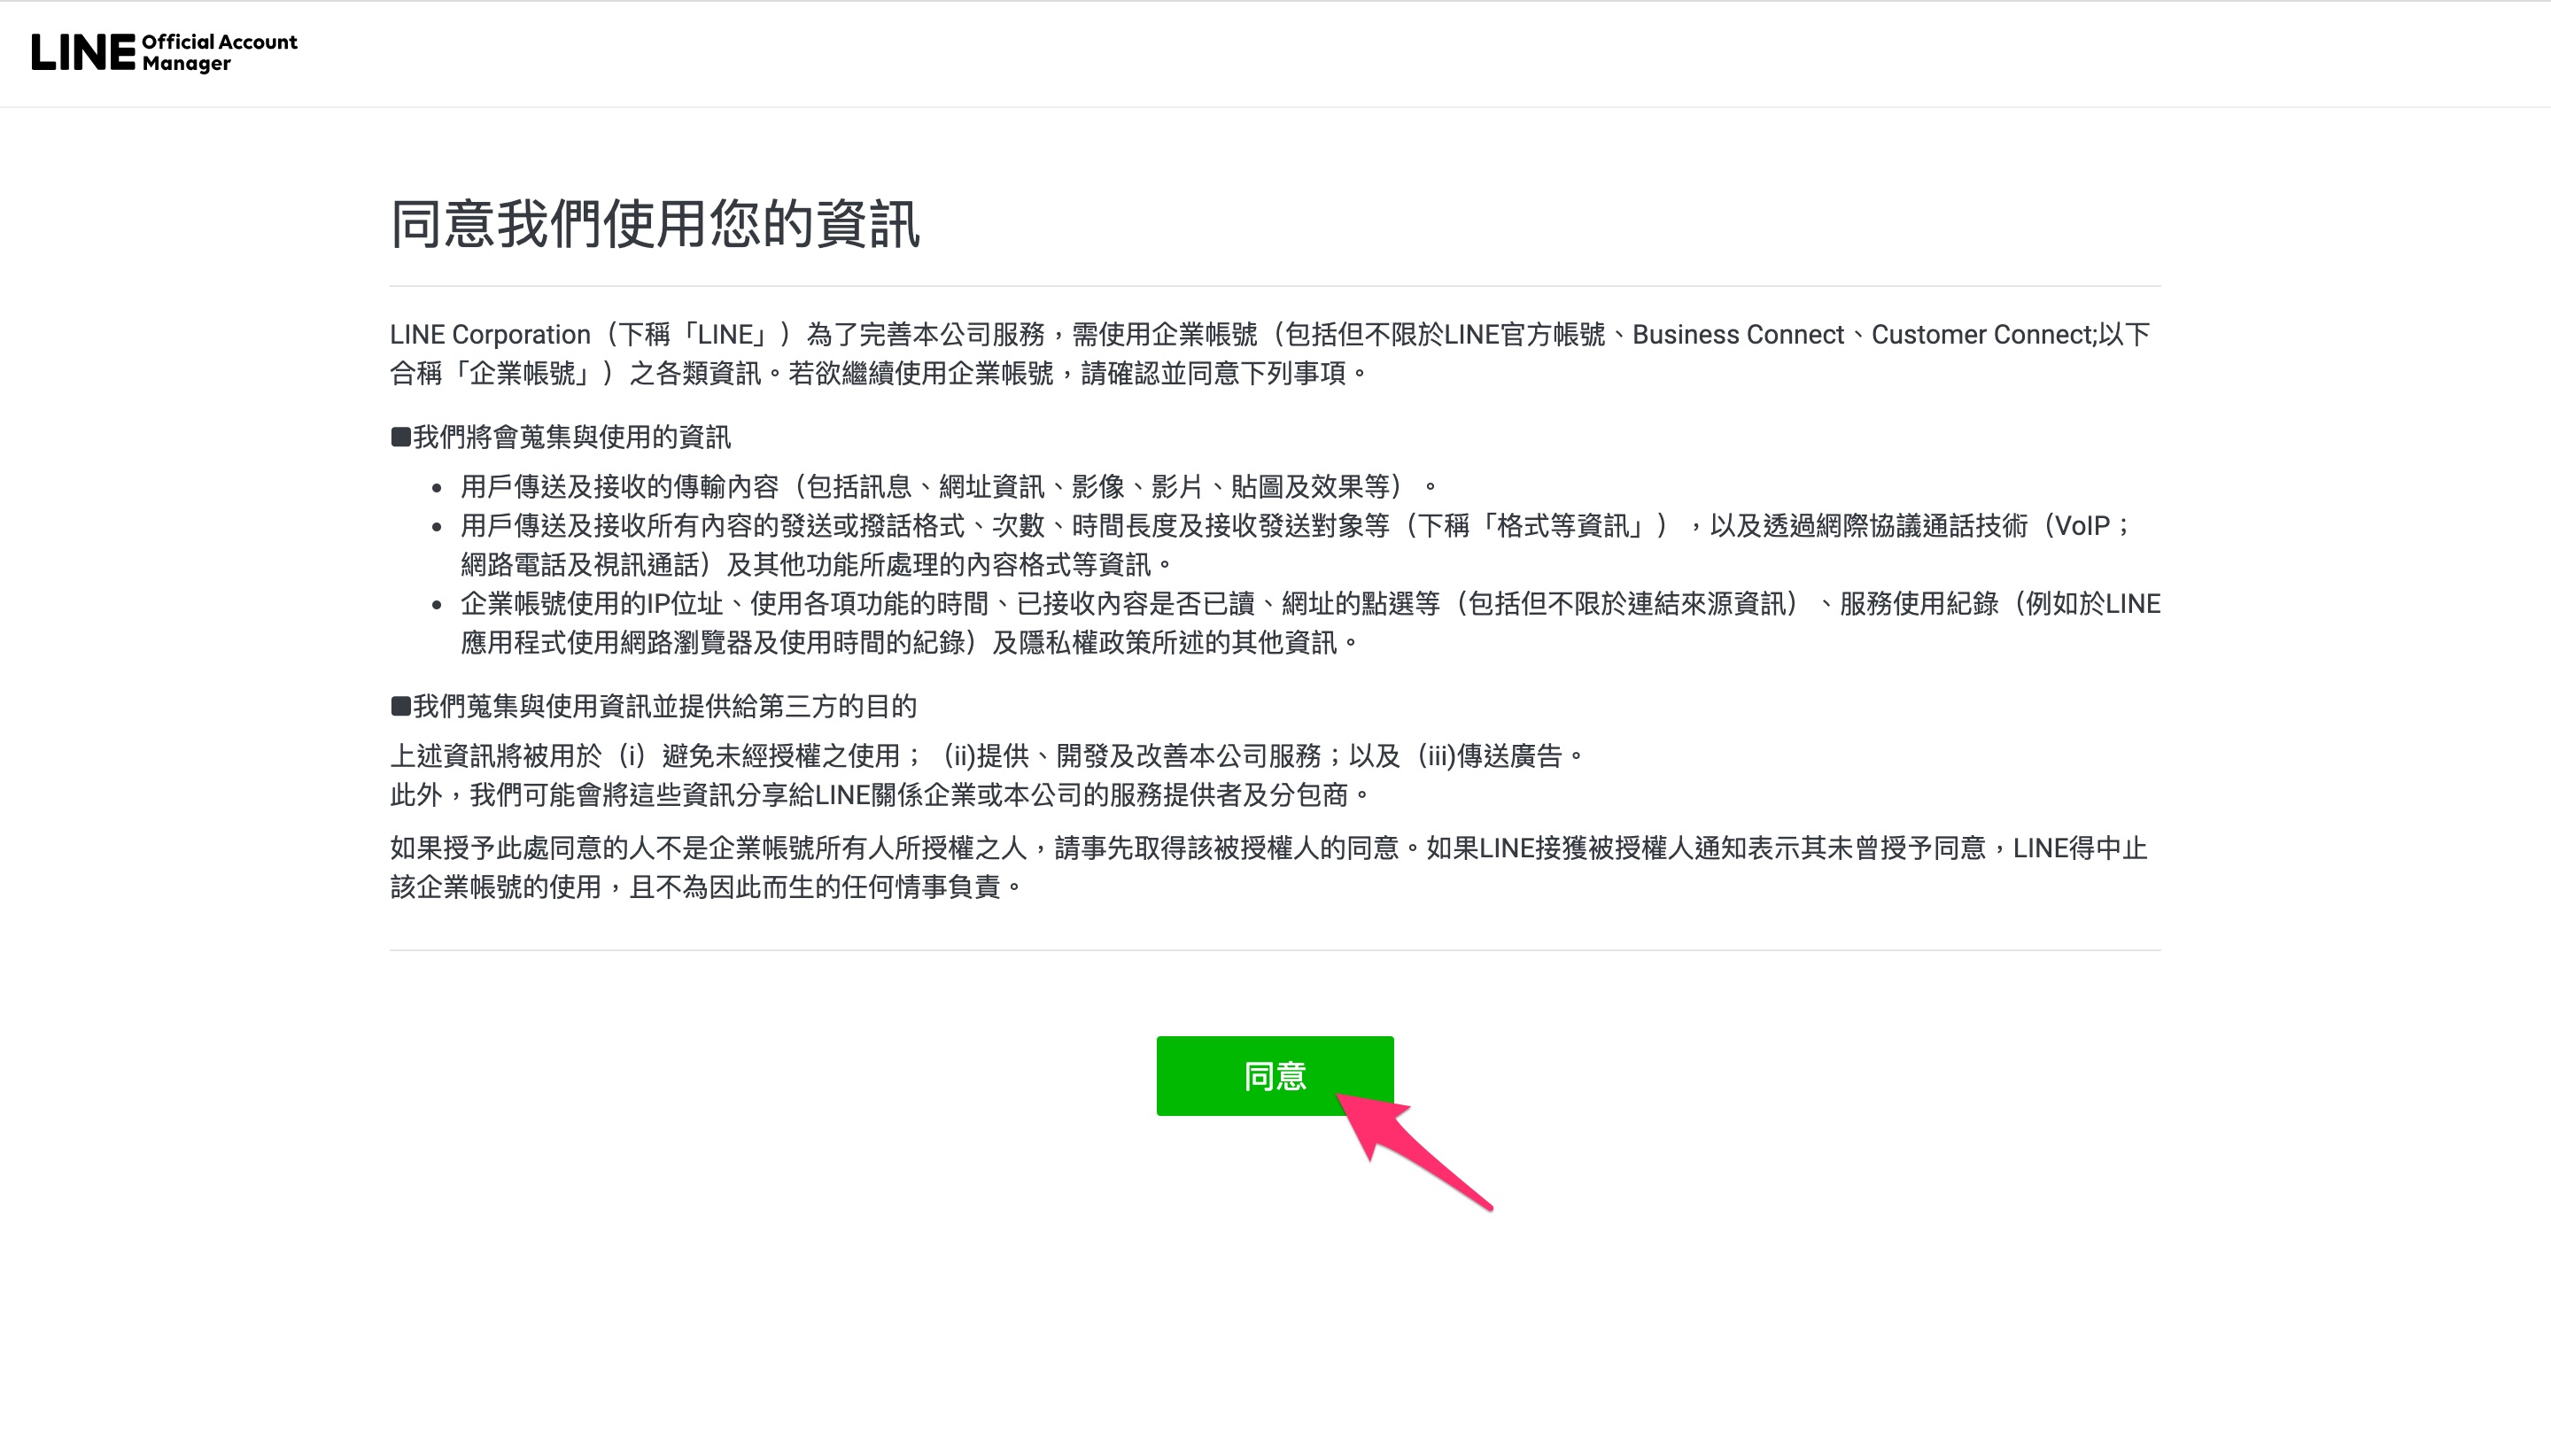 LINE Official Account
Manager
同意我們使用您的資訊
LINE Corporation（下稱「LINE」）為了完善本公司服務，需使用企業帳號（包括但不限於LINE官方帳號、Business Connect、Customer Connect;以下
合稱「企業帳號」）之各類資訊。若欲繼續使用企業帳號，請確認並同意下列事項。
■我們將會蒐集與使用的資訊
• 用戶傳送及接收的傳輸內容（包括訊息、網址資訊、影像、影片、貼圖及效果等）。
• 用戶傳送及接收所有內容的發送或撥話格式、次數、時間長度及接收發送對象等（下稱「格式等資訊」），以及透過網際協議通話技術（VoIP；
網路電話及視訊通話）及其他功能所處理的內容格式等資訊。
• 企業帳號使用的IP位址、使用各項功能的時間、已接收內容是否已讀、網址的點選等（包括但不限於連結來源資訊）、服務使用紀錄（例如於LINE
應用程式使用網路瀏覽器及使用時間的紀錄）及隱私權政策所述的其他資訊。
■我們蒐集與使用資訊並提供給第三方的目的
上述資訊將被用於（i）避免未經授權之使用；（ii)提供、開發及改善本公司服務；以及（iii)傳送廣告。
此外，我們可能會將這些資訊分享給LINE關係企業或本公司的服務提供者及分包商。
如果授予此處同意的人不是企業帳號所有人所授權之人，請事先取得該被授權人的同意。如果LINE接獲被授權人通知表示其未曾授予同意，LINE得中止
該企業帳號的使用，且不為因此而生的任何情事負責。
同意